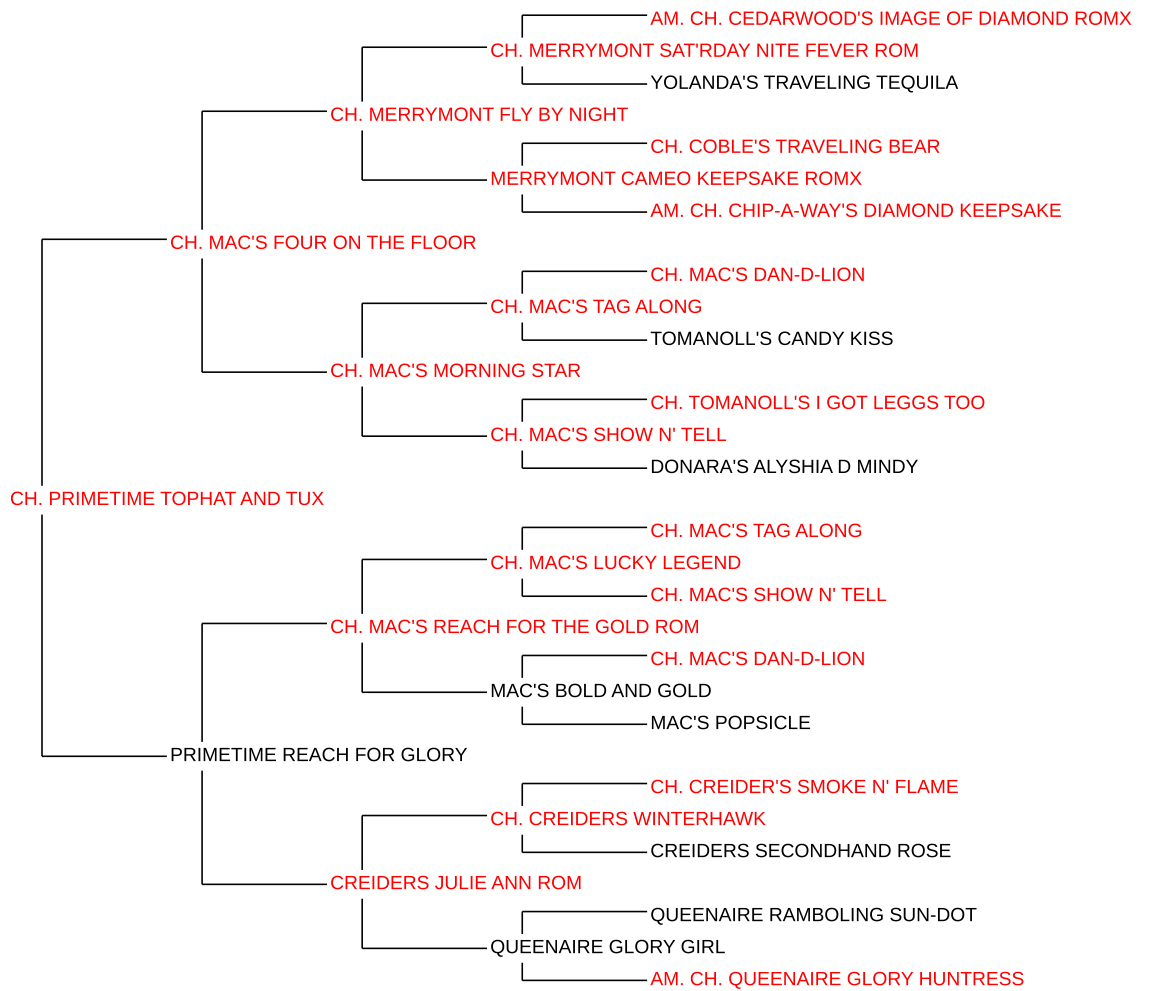 AM. CH. CEDARWOOD'S IMAGE OF DIAMOND ROMX
CH. MERRYMONT SAT'RDAY NITE FEVER ROM
YOLANDA'S TRAVELING TEQUILA
CH. MERRYMONT FLY BY NIGHT
CH. COBLE'S TRAVELING BEAR
MERRYMONT CAMEO KEEPSAKE ROMX
AM. CH. CHIP-A-WAY'S DIAMOND KEEPSAKE
CH. MAC'S FOUR ON THE FLOOR
CH. MAC'S DAN-D-LION
CH. MAC'S TAG ALONG
TOMANOLL'S CANDY KISS
CH. MAC'S MORNING STAR
CH. TOMANOLL'S I GOT LEGGS TOO
CH. MAC'S SHOW N' TELL
DONARA'S ALYSHIA D MINDY
CH. PRIMETIME TOPHAT AND TUX
CH. MAC'S TAG ALONG
CH. MAC'S LUCKY LEGEND
CH. MAC'S SHOW N' TELL
CH. MAC'S REACH FOR THE GOLD ROM
CH. MAC'S DAN-D-LION
MAC'S BOLD AND GOLD
MAC'S POPSICLE
PRIMETIME REACH FOR GLORY
CH. CREIDER'S SMOKE N' FLAME
CH. CREIDERS WINTERHAWK
CREIDERS SECONDHAND ROSE
CREIDERS JULIE ANN ROM
QUEENAIRE RAMBOLING SUN-DOT
QUEENAIRE GLORY GIRL
AM. CH. QUEENAIRE GLORY HUNTRESS